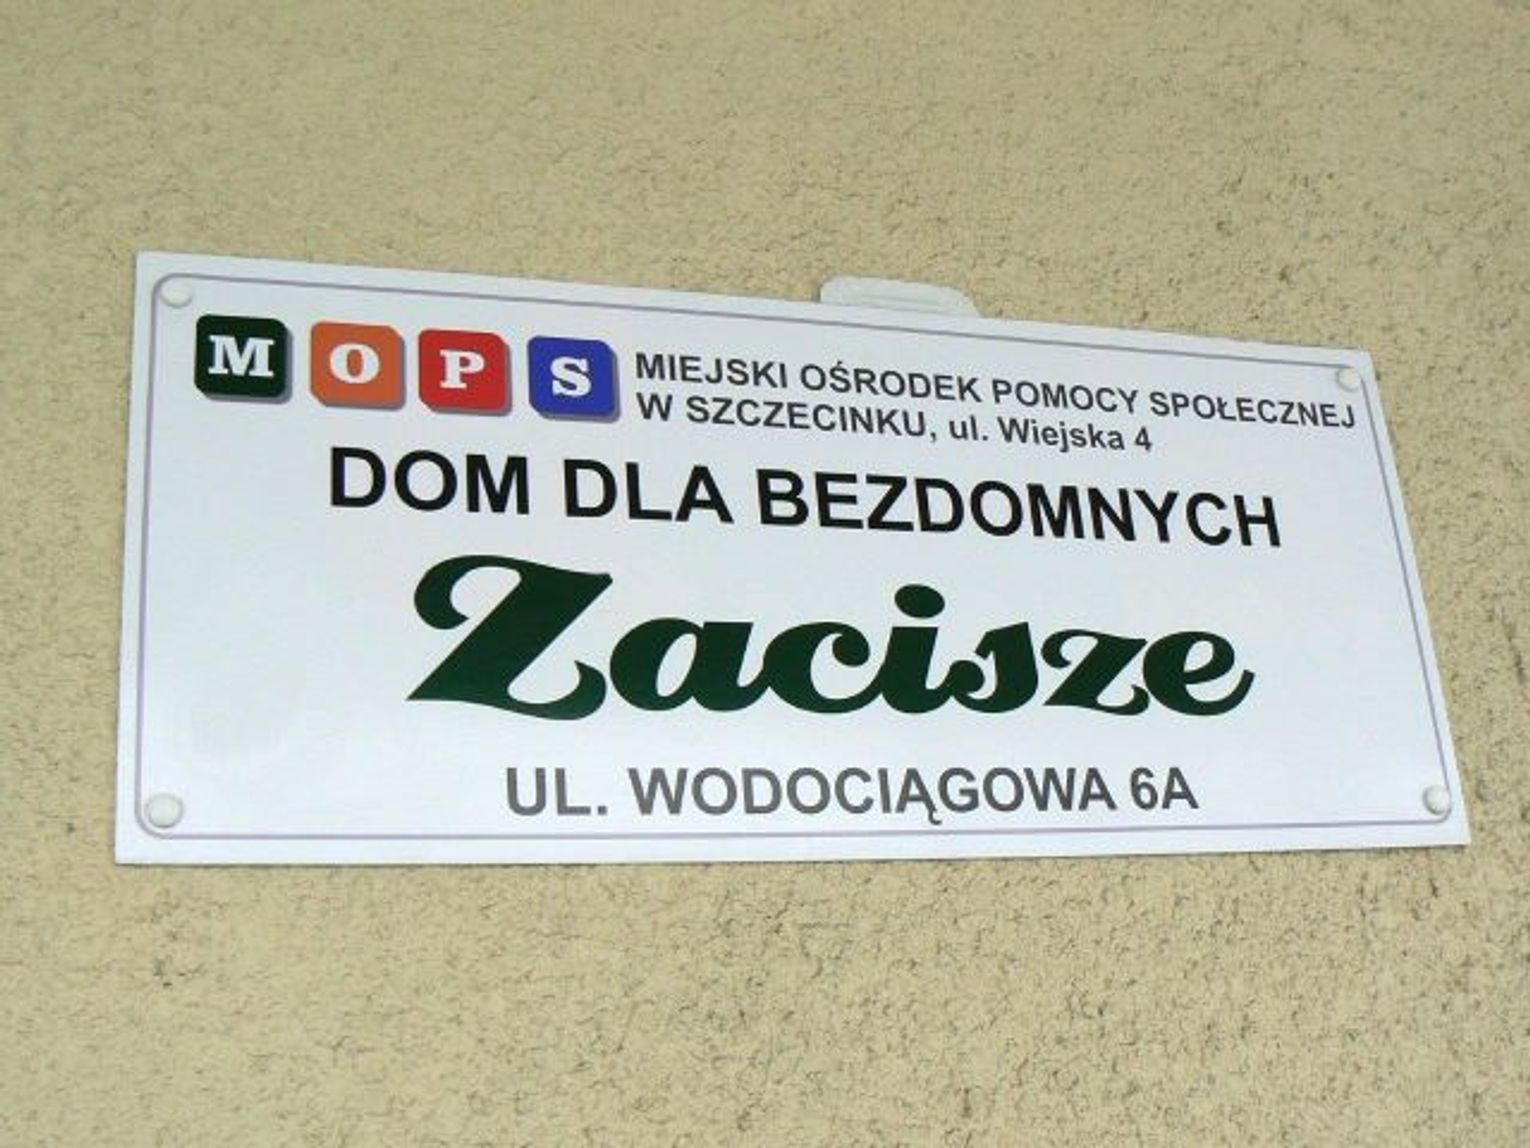 MOPS MIEJSKI OŚRODEK POMOCY SPOŁECZNEJ
W SZCZECINKU, ul. Wiejska 4
DOM DLA BEZDOMNYCH
Zacisze
UL. WODOCIĄGOWA 6A